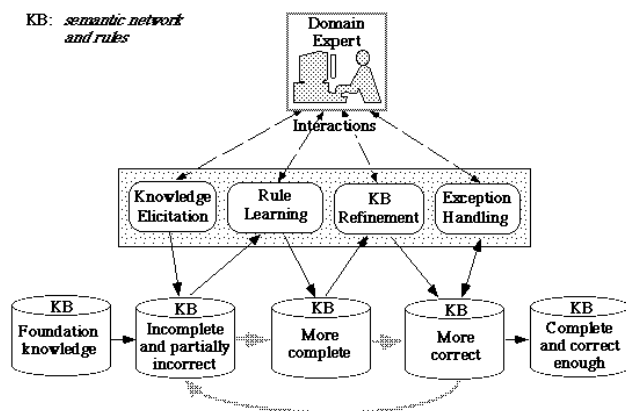 KB: semantic network
and rules
Domain
Expert
Interactions
Knowledge
Elicitation
Rule
Learning
KB
Refinement
Exception
Handling
KB
Foundation
knowledge
KB
Incomplete
and partially
incorrect
KB
More
complete
KB
More
correct
KB
Complete
and correct
enough